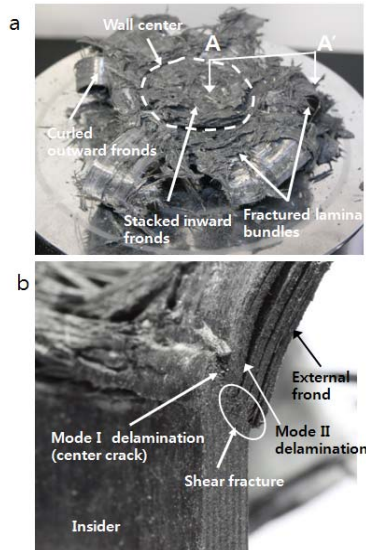 a
Wall center
A
A'
Curled
outward fronds
Stacked inward
fronds
Fractured lamina
bundles
b
External
frond
Mode I delamination
(center crack)
Mode II
delamination
Shear fracture
Insider